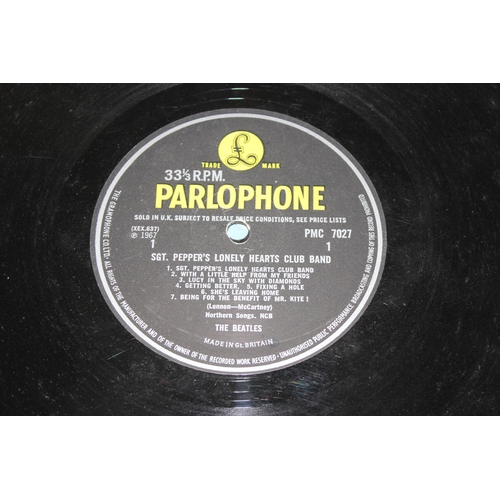 £
TRADE MARK
33⅓ R.P.M.
PARLOPHONE
SOLD IN U.K. SUBJECT TO RESALE PRICE CONDITIONS, SEE PRICE LISTS
(XEX.637)
℗ 1967
PMC 7027
1 1
SGT. PEPPER'S LONELY HEARTS CLUB BAND
1. SGT. PEPPER'S LONELY HEARTS CLUB BAND
2. WITH A LITTLE HELP FROM MY FRIENDS
3. LUCY IN THE SKY WITH DIAMONDS
4. GETTING BETTER, 5. FIXING A HOLE
6. SHE'S LEAVING HOME
7. BEING FOR THE BENEFIT OF MR. KITE !
(Lennon—McCartney)
Northern Songs. NCB
THE BEATLES
MADE IN GT. BRITAIN
THE GRAMOPHONE CO. LTD. ALL RIGHTS OF THE MANUFACTURER AND OF THE OWNER OF THE RECORDED WORK RESERVED · UNAUTHORISED PUBLIC PERFORMANCE BROADCASTING AND COPYING OF THIS RECORD PROHIBITED